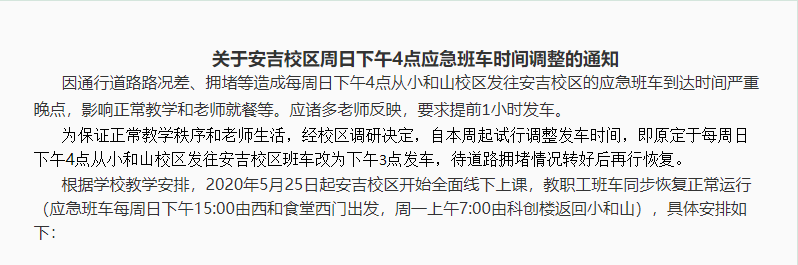 关于安吉校区周日下午4点应急班车时间调整的通知
因通行道路路况差、拥堵等造成每周日下午4点从小和山校区发往安吉校区的应急班车到达时间严重
晚点，影响正常教学和老师就餐等。应诸多老师反映，要求提前1小时发车。
为保证正常教学秩序和老师生活，经校区调研决定，自本周起试行调整发车时间，即原定于每周日
下午4点从小和山校区发往安吉校区班车改为下午3点发车，待道路拥堵情况转好后再行恢复。
根据学校教学安排，2020年5月25日起安吉校区开始全面线下上课，教职工班车同步恢复正常运行
（应急班车每周日下午15:00由西和食堂西门出发，周一上午7:00由科创楼返回小和山），具体安排如
下：